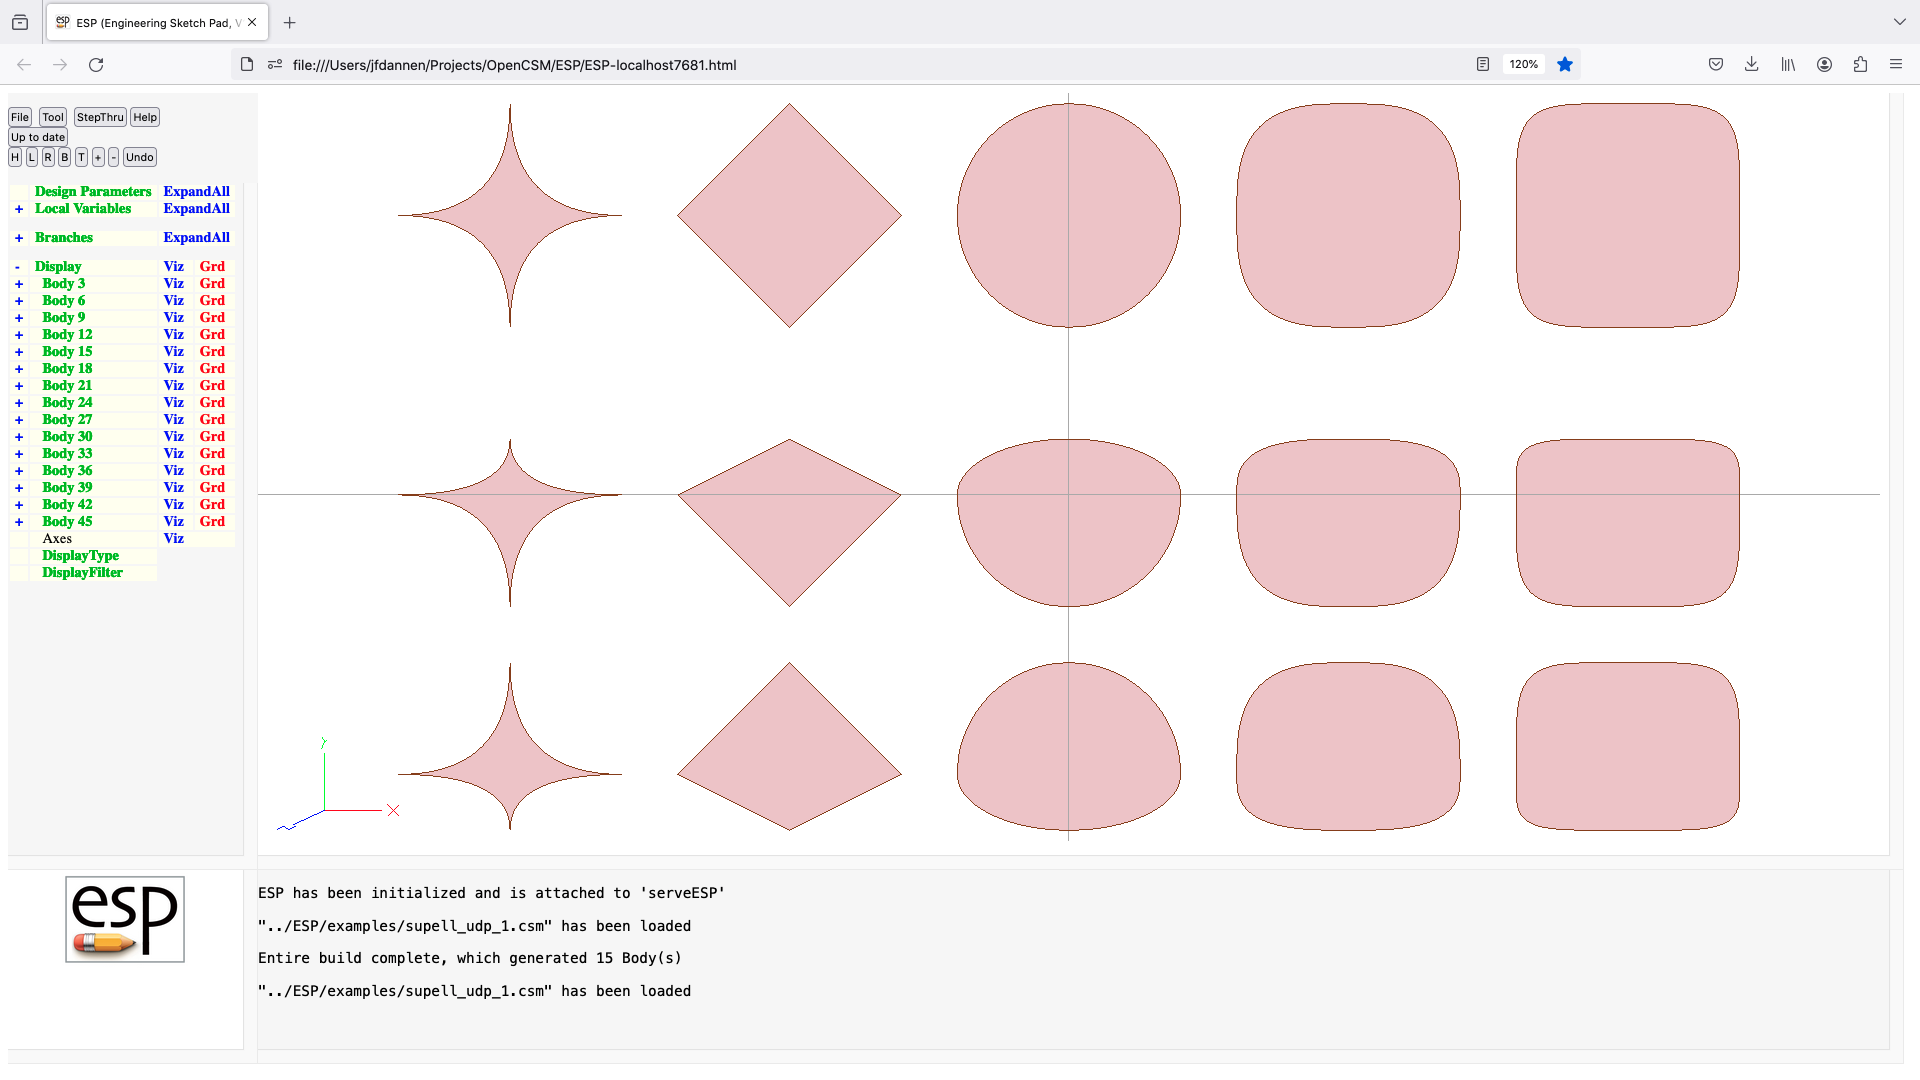 ESP (Engineering Sketch Pad, V
file:///Users/jfdannen/Projects/OpenCSM/ESP/ESP-localhost7681.html
120%
File Tool StepThru Help
Up to date
H L R B T + - Undo
Design Parameters ExpandAll
+ Local Variables ExpandAll
+ Branches ExpandAll
- Display Viz Grd
+ Body 3 Viz Grd
+ Body 6 Viz Grd
+ Body 9 Viz Grd
+ Body 12 Viz Grd
+ Body 15 Viz Grd
+ Body 18 Viz Grd
+ Body 21 Viz Grd
+ Body 24 Viz Grd
+ Body 27 Viz Grd
+ Body 30 Viz Grd
+ Body 33 Viz Grd
+ Body 36 Viz Grd
+ Body 39 Viz Grd
+ Body 42 Viz Grd
+ Body 45 Viz Grd
Axes Viz
DisplayType
DisplayFilter
Y
X
Z
esp
ESP has been initialized and is attached to 'serveESP'
"../ESP/examples/supell_udp_1.csm" has been loaded
Entire build complete, which generated 15 Body(s)
"../ESP/examples/supell_udp_1.csm" has been loaded